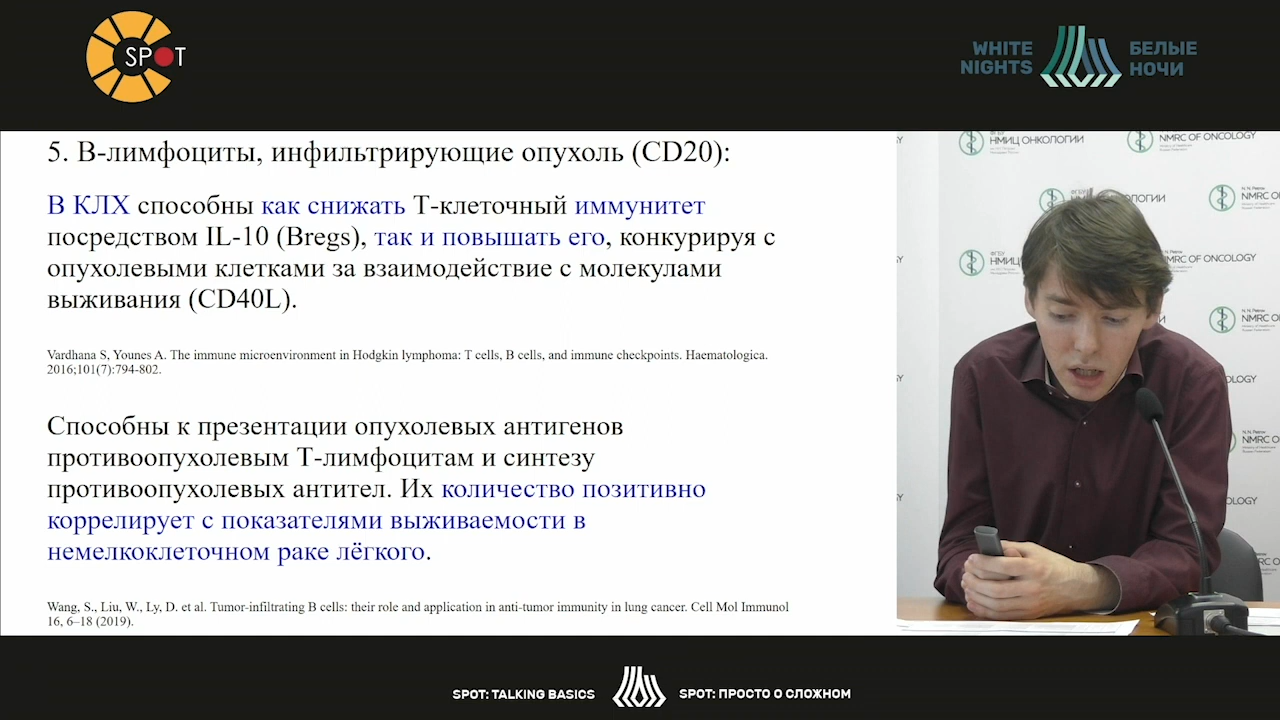 SPOT
WHITE
NIGHTS
БЕЛЫЕ
НОЧИ
5. В-лимфоциты, инфильтрирующие опухоль (CD20):
В КЛХ способны как снижать Т-клеточный иммунитет
посредством IL-10 (Bregs), так и повышать его, конкурируя с
опухолевыми клетками за взаимодействие с молекулами
выживания (CD40L).
Vardhana S, Younes A. The immune microenvironment in Hodgkin lymphoma: T cells, B cells, and immune checkpoints. Haematologica.
2016;101(7):794-802.
Способны к презентации опухолевых антигенов
противоопухолевым Т-лимфоцитам и синтезу
противоопухолевых антител. Их количество позитивно
коррелирует с показателями выживаемости в
немелкоклеточном раке лёгкого.
Wang, S., Liu, W., Ly, D. et al. Tumor-infiltrating B cells: their role and application in anti-tumor immunity in lung cancer. Cell Mol Immunol
16, 6–18 (2019).
НМИЦ ОНКОЛОГИИ
NMRC OF ONCOLOGY
ФГБУ
N.N. Petrov
NMRC OF ONCOLOGY
SPOT: TALKING BASICS
SPOT: ПРОСТО О СЛОЖНОМ